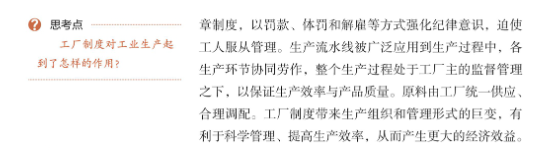 思考点
工厂制度对工业生产起
到了怎样的作用?
章制度，以罚款、体罚和解雇等方式强化纪律意识，迫使
工人服从管理。生产流水线被广泛应用到生产过程中，各
生产环节协同劳作，整个生产过程处于工厂主的监督管理
之下，以保证生产效率与产品质量。原料由工厂统一供应、
合理调配。工厂制度带来生产组织和管理形式的巨变，有
利于科学管理、提高生产效率，从而产生更大的经济效益。